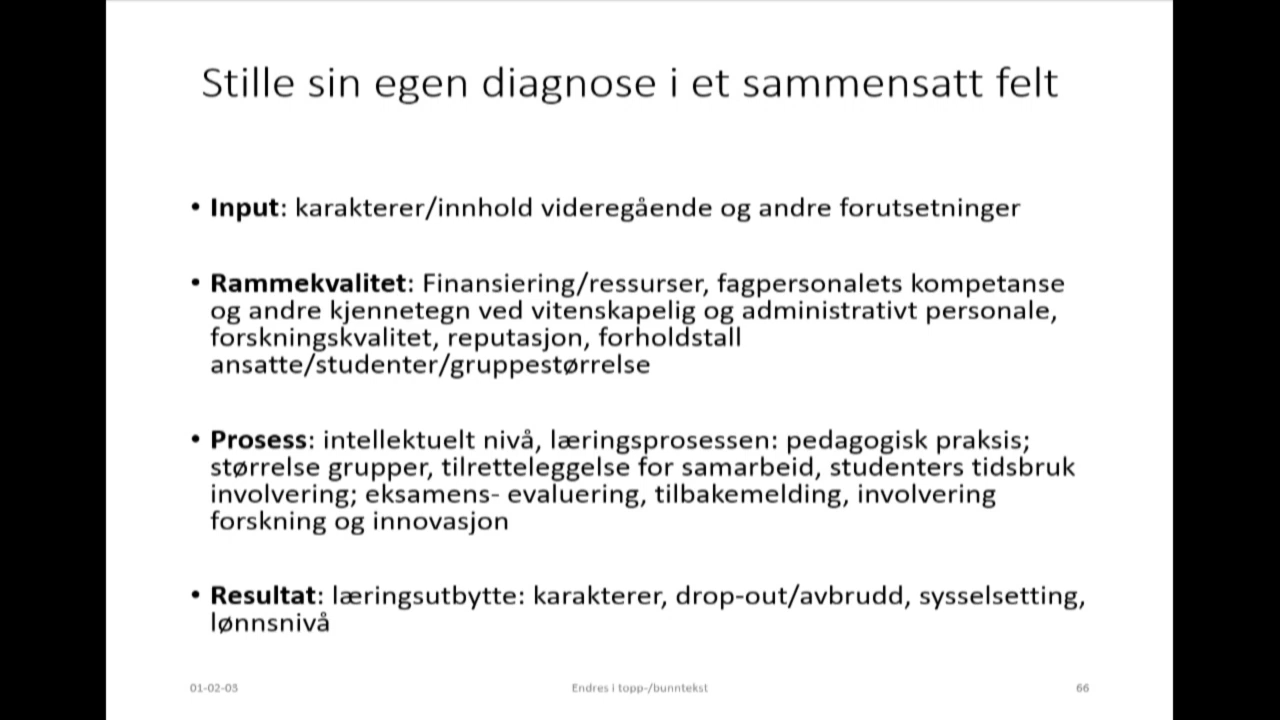 Stille sin egen diagnose i et sammensatt felt
• Input: karakterer/innhold videregående og andre forutsetninger
• Rammekvalitet: Finansiering/ressurser, fagpersonalets kompetanse
og andre kjennetegn ved vitenskapelig og administrativt personale,
forskningskvalitet, reputasjon, forholdstall
ansatte/studenter/gruppestørrelse
• Prosess: intellektuelt nivå, læringsprosessen: pedagogisk praksis;
størrelse grupper, tilretteleggelse for samarbeid, studenters tidsbruk
involvering; eksamens- evaluering, tilbakemelding, involvering
forskning og innovasjon
• Resultat: læringsutbytte: karakterer, drop-out/avbrudd, sysselsetting,
lønnsnivå
01-02-03 Endres i topp-/bunntekst 66